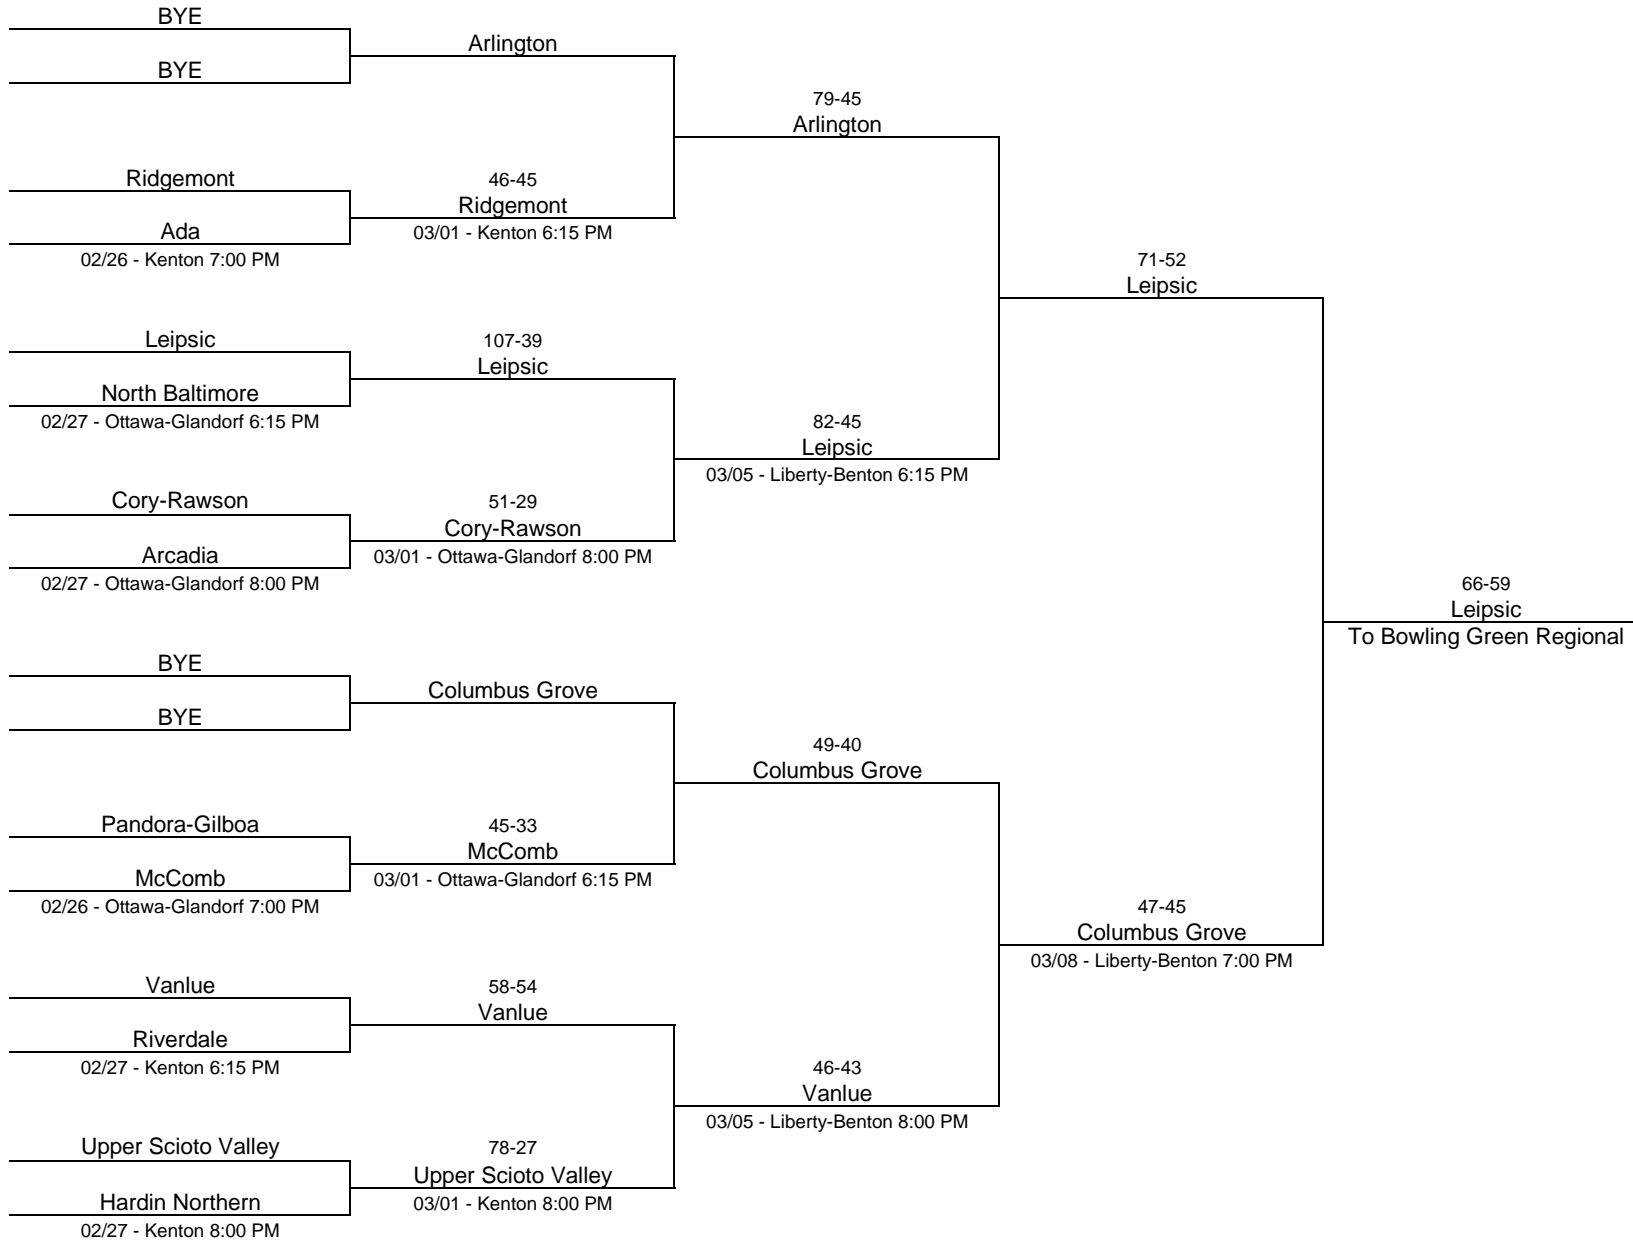 BYE
BYE
Ridgemont
Ada
02/26 - Kenton 7:00 PM
Leipsic
North Baltimore
02/27 - Ottawa-Glandorf 6:15 PM
Cory-Rawson
Arcadia
02/27 - Ottawa-Glandorf 8:00 PM
BYE
BYE
Pandora-Gilboa
McComb
02/26 - Ottawa-Glandorf 7:00 PM
Vanlue
Riverdale
02/27 - Kenton 6:15 PM
Upper Scioto Valley
Hardin Northern
02/27 - Kenton 8:00 PM
Arlington
46-45
Ridgemont
03/01 - Kenton 6:15 PM
107-39
Leipsic
51-29
Cory-Rawson
03/01 - Ottawa-Glandorf 8:00 PM
Columbus Grove
45-33
McComb
03/01 - Ottawa-Glandorf 6:15 PM
58-54
Vanlue
78-27
Upper Scioto Valley
03/01 - Kenton 8:00 PM
79-45
Arlington
82-45
Leipsic
03/05 - Liberty-Benton 6:15 PM
49-40
Columbus Grove
46-43
Vanlue
03/05 - Liberty-Benton 8:00 PM
71-52
Leipsic
47-45
Columbus Grove
03/08 - Liberty-Benton 7:00 PM
66-59
Leipsic
To Bowling Green Regional